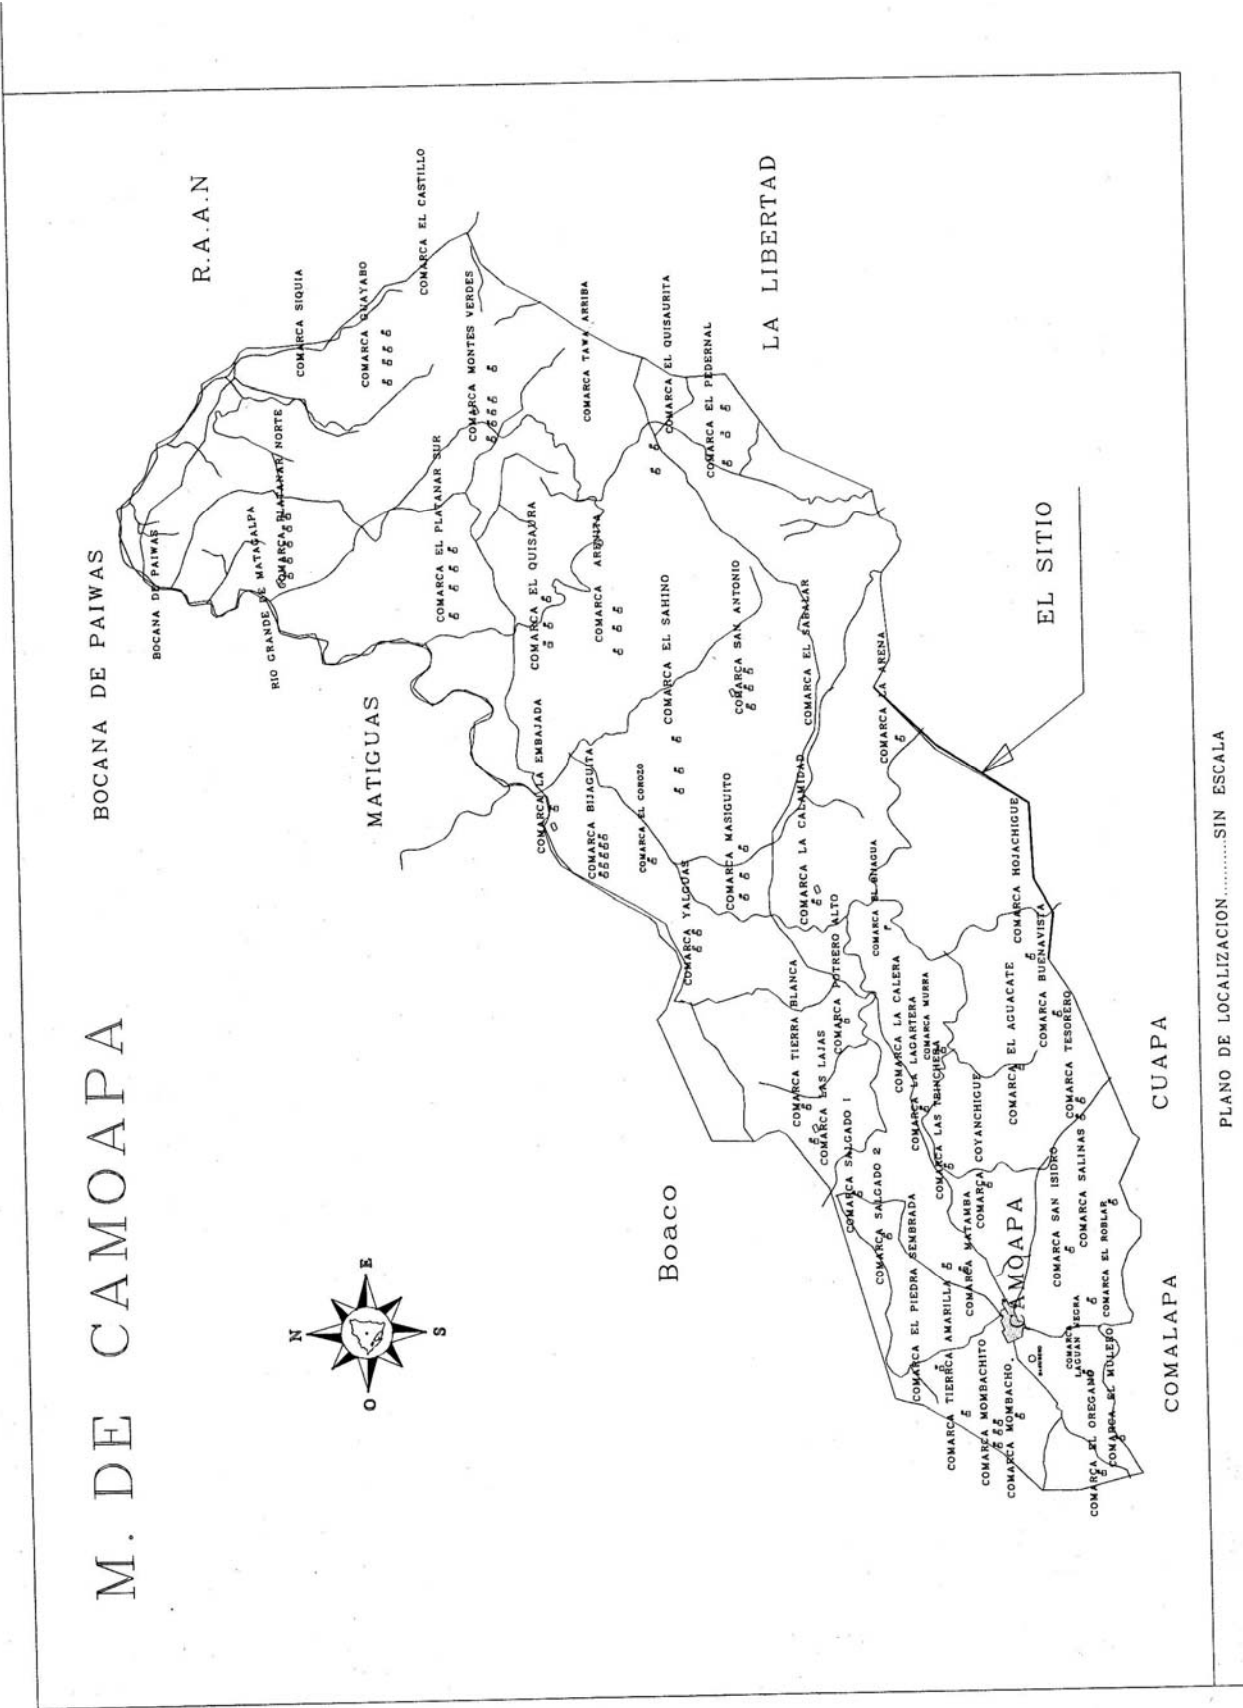 M. DE CAMOAPA
BOCANA DE PAIWAS
R.A.A.N
MATIGUAS
LA LIBERTAD
Boaco
EL SITIO
CUAPA
COMALAPA
N
E
S
O
BOCANA DE PAIWAS
RIO GRANDE DE MATAGALPA
COMARCA PLATANAR NORTE
COMARCA SIQUIA
COMARCA GUAYABO
COMARCA EL CASTILLO
COMARCA EL PLATANAR SUR
COMARCA MONTES VERDES
COMARCA LA EMBAJADA
COMARCA EL QUISAURA
COMARCA TAWA ARRIBA
COMARCA BIJAGUITA
COMARCA ARENITA
COMARCA EL COROZO
COMARCA EL SAHINO
COMARCA EL QUISAURITA
COMARCA YALGUAS
COMARCA MASIGUITO
COMARCA SAN ANTONIO
COMARCA EL PEDERNAL
COMARCA TIERRA BLANCA
COMARCA LA CALAMIDAD
COMARCA EL SABALAR
COMARCA LAS LAJAS
COMARCA POTRERO ALTO
COMARCA SALGADO 1
COMARCA SALGADO 2
COMARCA LA ARENA
COMARCA LA CALERA
COMARCA EL PIEDRA SEMBRADA
COMARCA LA LAGARTERA
COMARCA MURRA
COMARCA LAS TRINCHERA
COMARCA TIERRCA AMARILLA
COMARCA MATAMBA
COMARCA COYANCHIGUE
COMARCA MOMBACHITO
COMARCA MOMBACHO.
CAMOAPA
COMARCA EL AGUACATE
COMARCA HOJACHIGUE
COMARCA BUENAVISTA
COMARCA SAN ISIDRO
COMARCA TESORERO
COMARCA
LAGUAN NEGRA
COMARCA SALINAS
COMARCA EL OREGANO
COMARCA EL MULERO
COMARCA EL ROBLAR
PLANO DE LOCALIZACION..........SIN ESCALA